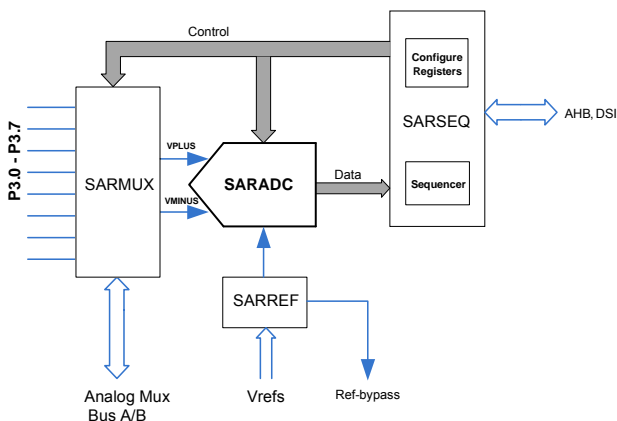 Control
Configure
Registers
SARSEQ
AHB, DSI
P3.0 - P3.7
SARMUX
VPLUS
VMINUS
SARADC
Data
Sequencer
SARREF
Analog Mux
Bus A/B
Vrefs
Ref-bypass